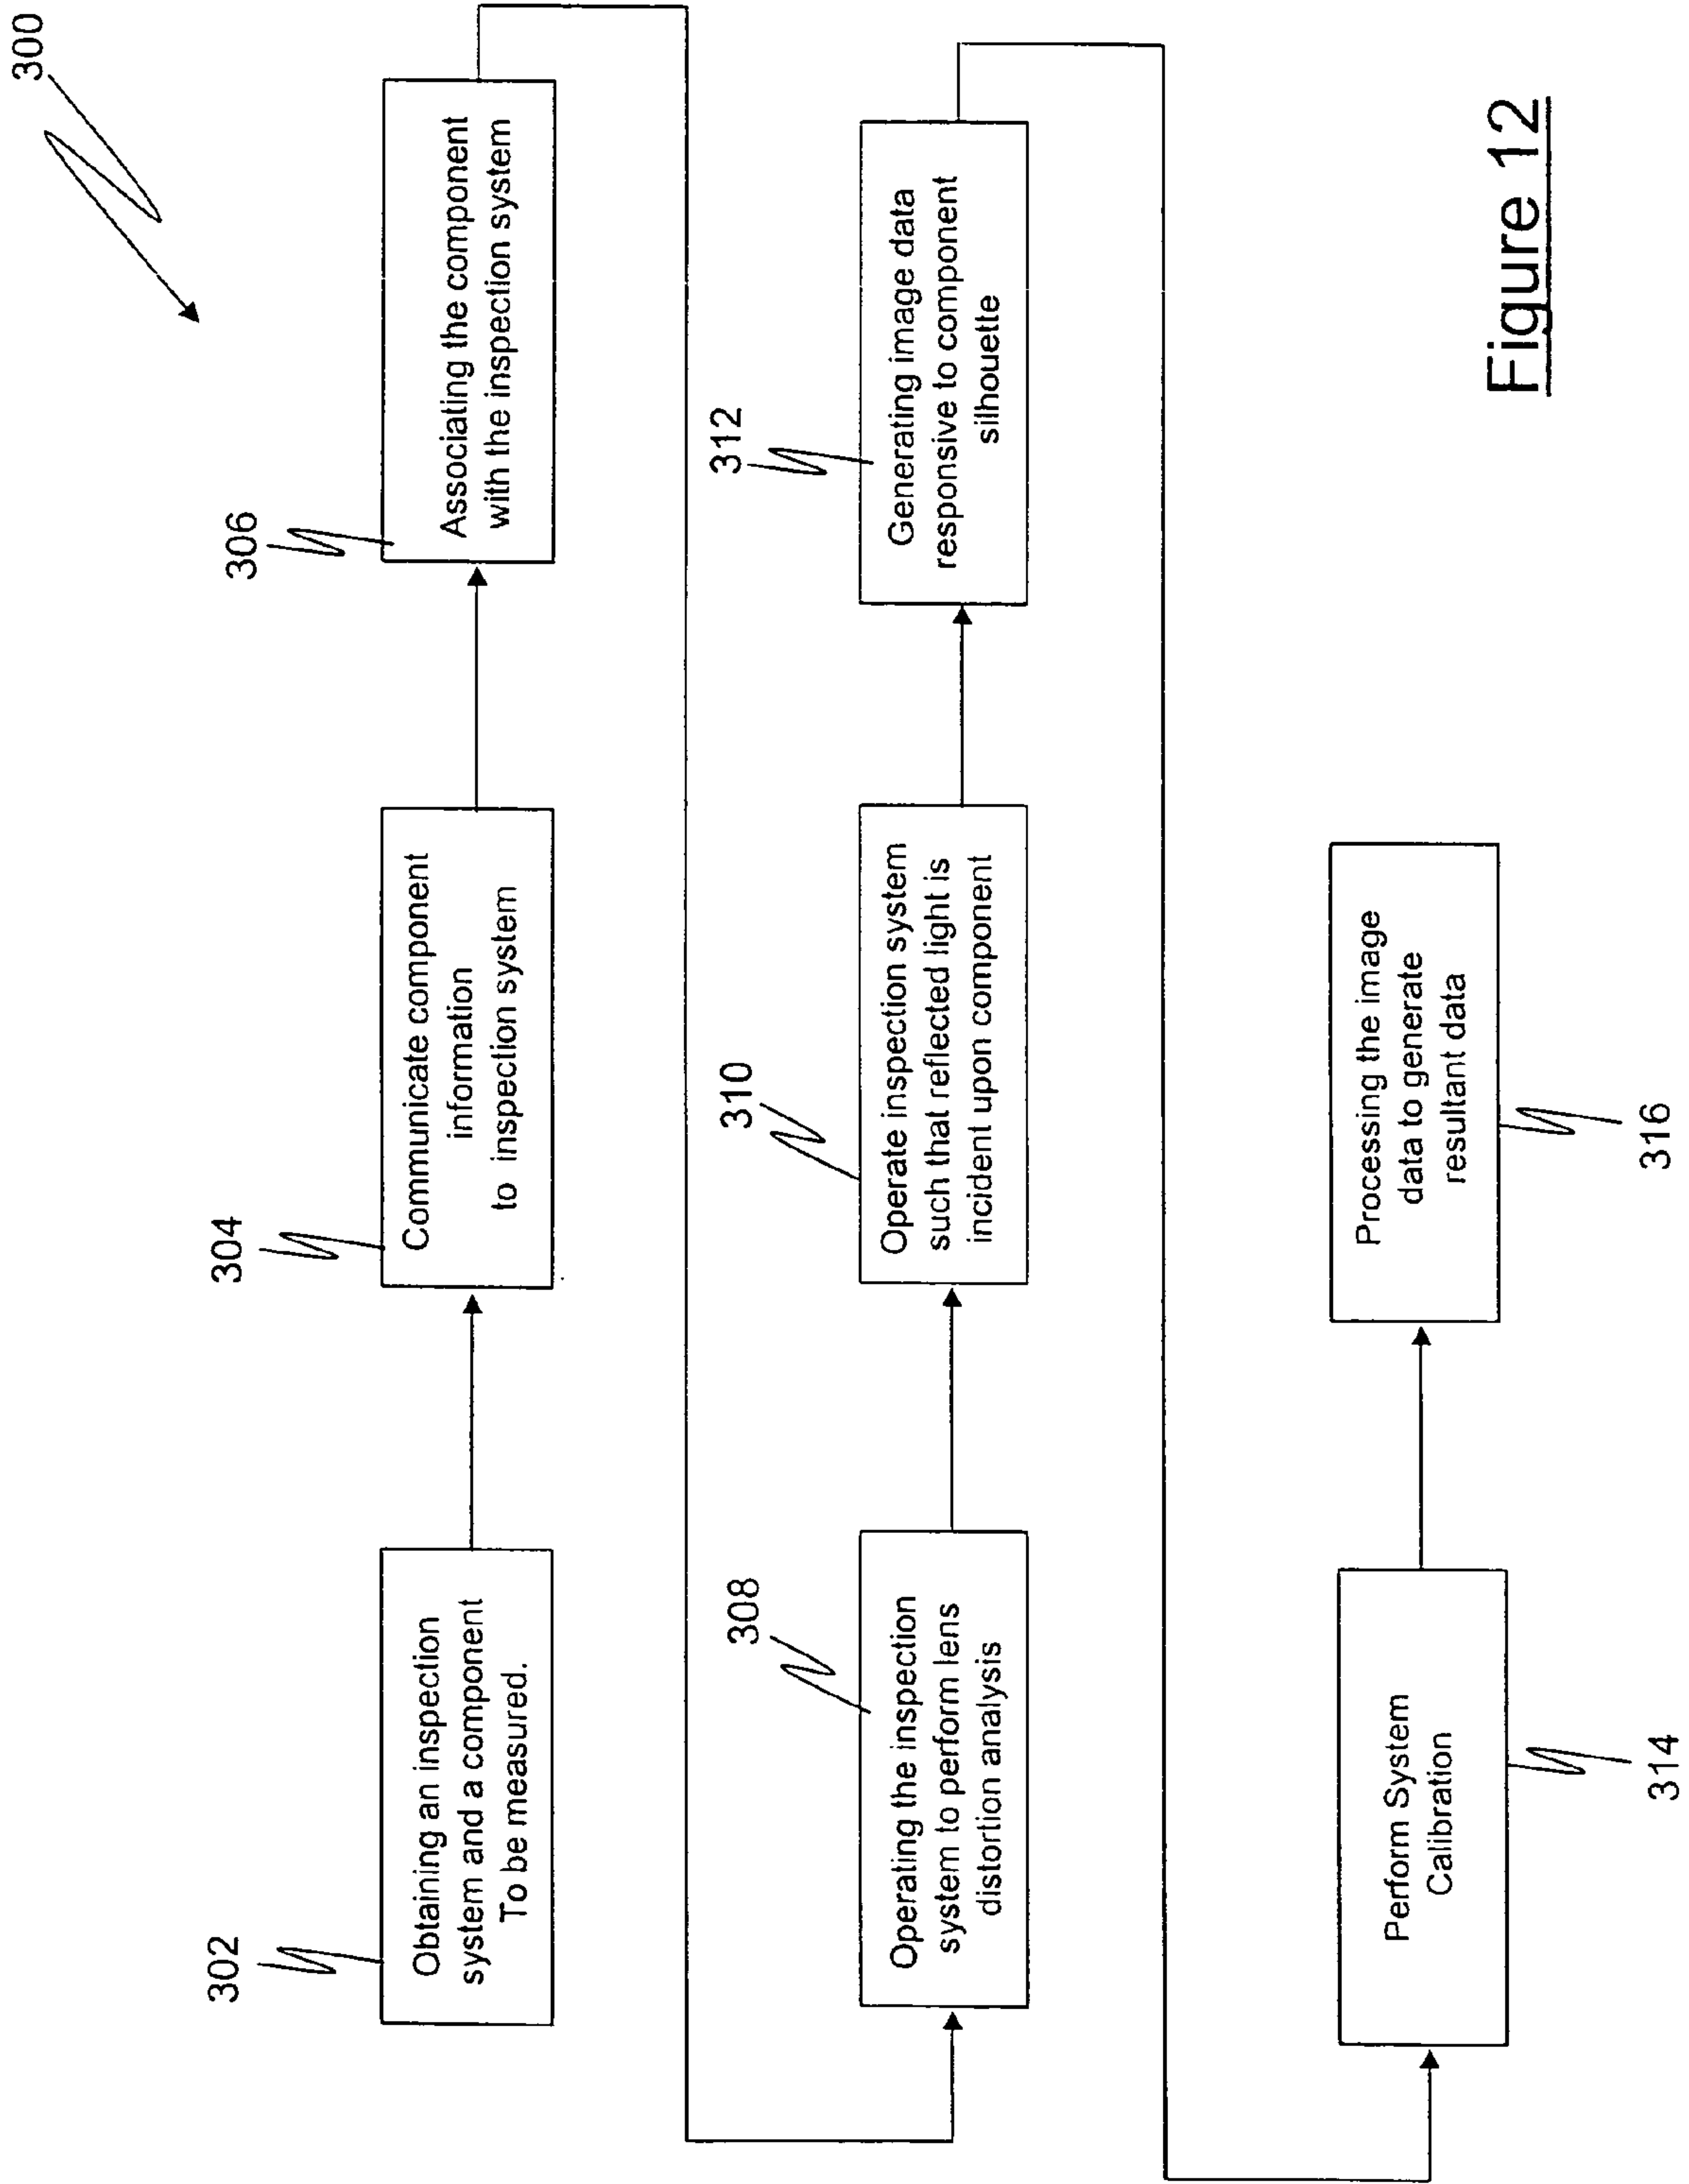 300
302
Obtaining an inspection
system and a component
To be measured.
304
Communicate component
information
to inspection system
306
Associating the component
with the inspection system
308
Operating the inspection
system to perform lens
distortion analysis
310
Operate inspection system
such that reflected light is
incident upon component
312
Generating image data
responsive to component
silhouette
Perform System
Calibration
314
Processing the image
data to generate
resultant data
316
Figure 12